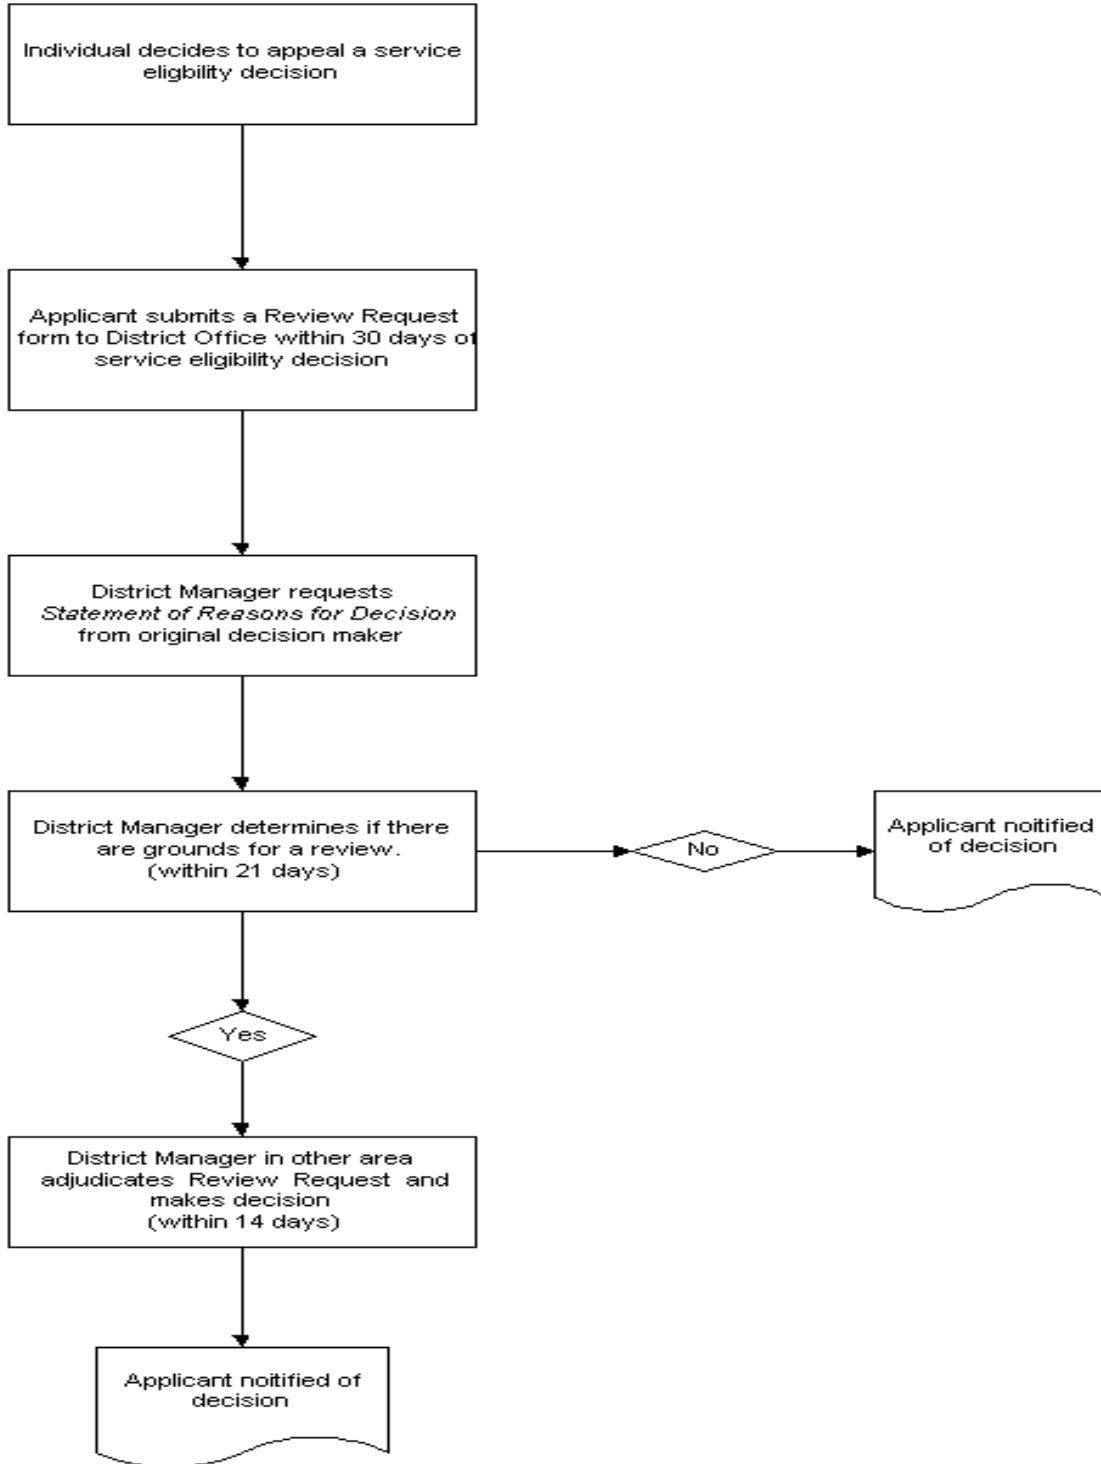 Individual decides to appeal a service
eligbility decision
Applicant submits a Review Request
form to District Office within 30 days of
service eligibility decision
District Manager requests
Statement of Reasons for Decision
from original decision maker
District Manager determines if there
are grounds for a review.
(within 21 days)
No
Applicant noitified
of decision
Yes
District Manager in other area
adjudicates Review Request and
makes decision
(within 14 days)
Applicant noitified of
decision